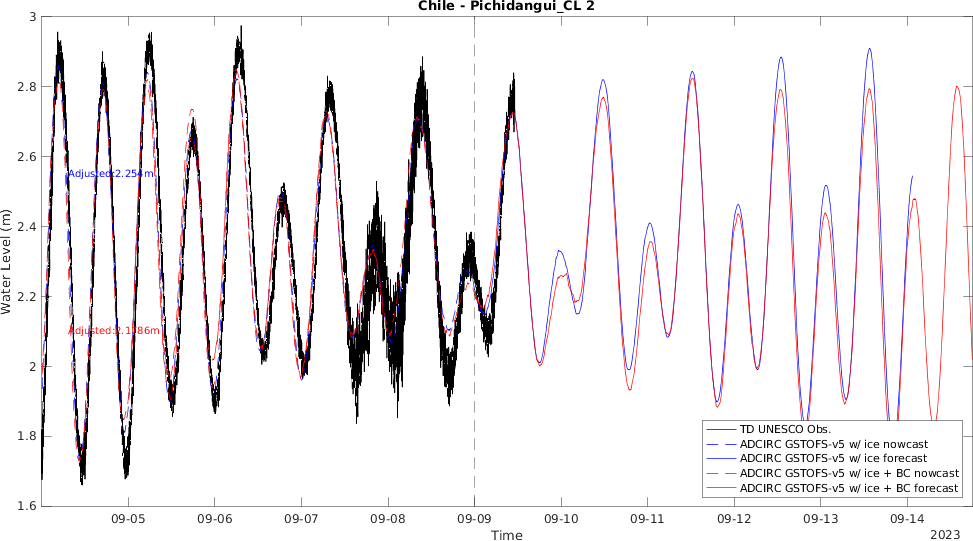 Chile - Pichidangui_CL 2
Water Level (m)
3
2.8
2.6
2.4
2.2
2
1.8
1.6
Adjusted:2.254m
Adjusted:2.1986m
TD UNESCO Obs.
ADCIRC GSTOFS-v5 w/ ice nowcast
ADCIRC GSTOFS-v5 w/ ice forecast
ADCIRC GSTOFS-v5 w/ ice + BC nowcast
ADCIRC GSTOFS-v5 w/ ice + BC forecast
09-05 09-06 09-07 09-08 09-09 09-10 09-11 09-12 09-13 09-14
Time
2023